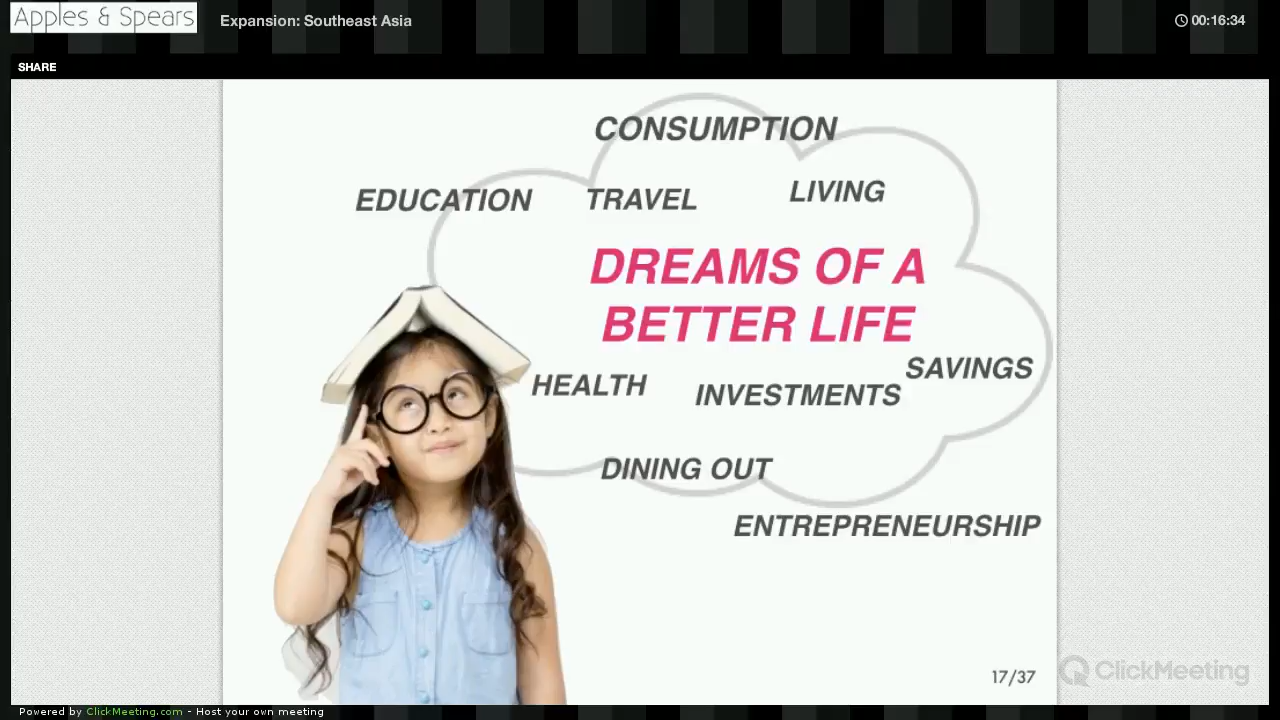 Apples & Spears
Expansion: Southeast Asia
00:16:34
SHARE
CONSUMPTION
EDUCATION
TRAVEL
LIVING
DREAMS OF A
BETTER LIFE
SAVINGS
HEALTH
INVESTMENTS
DINING OUT
ENTREPRENEURSHIP
17/37
ClickMeeting
Powered by ClickMeeting.com - Host your own meeting